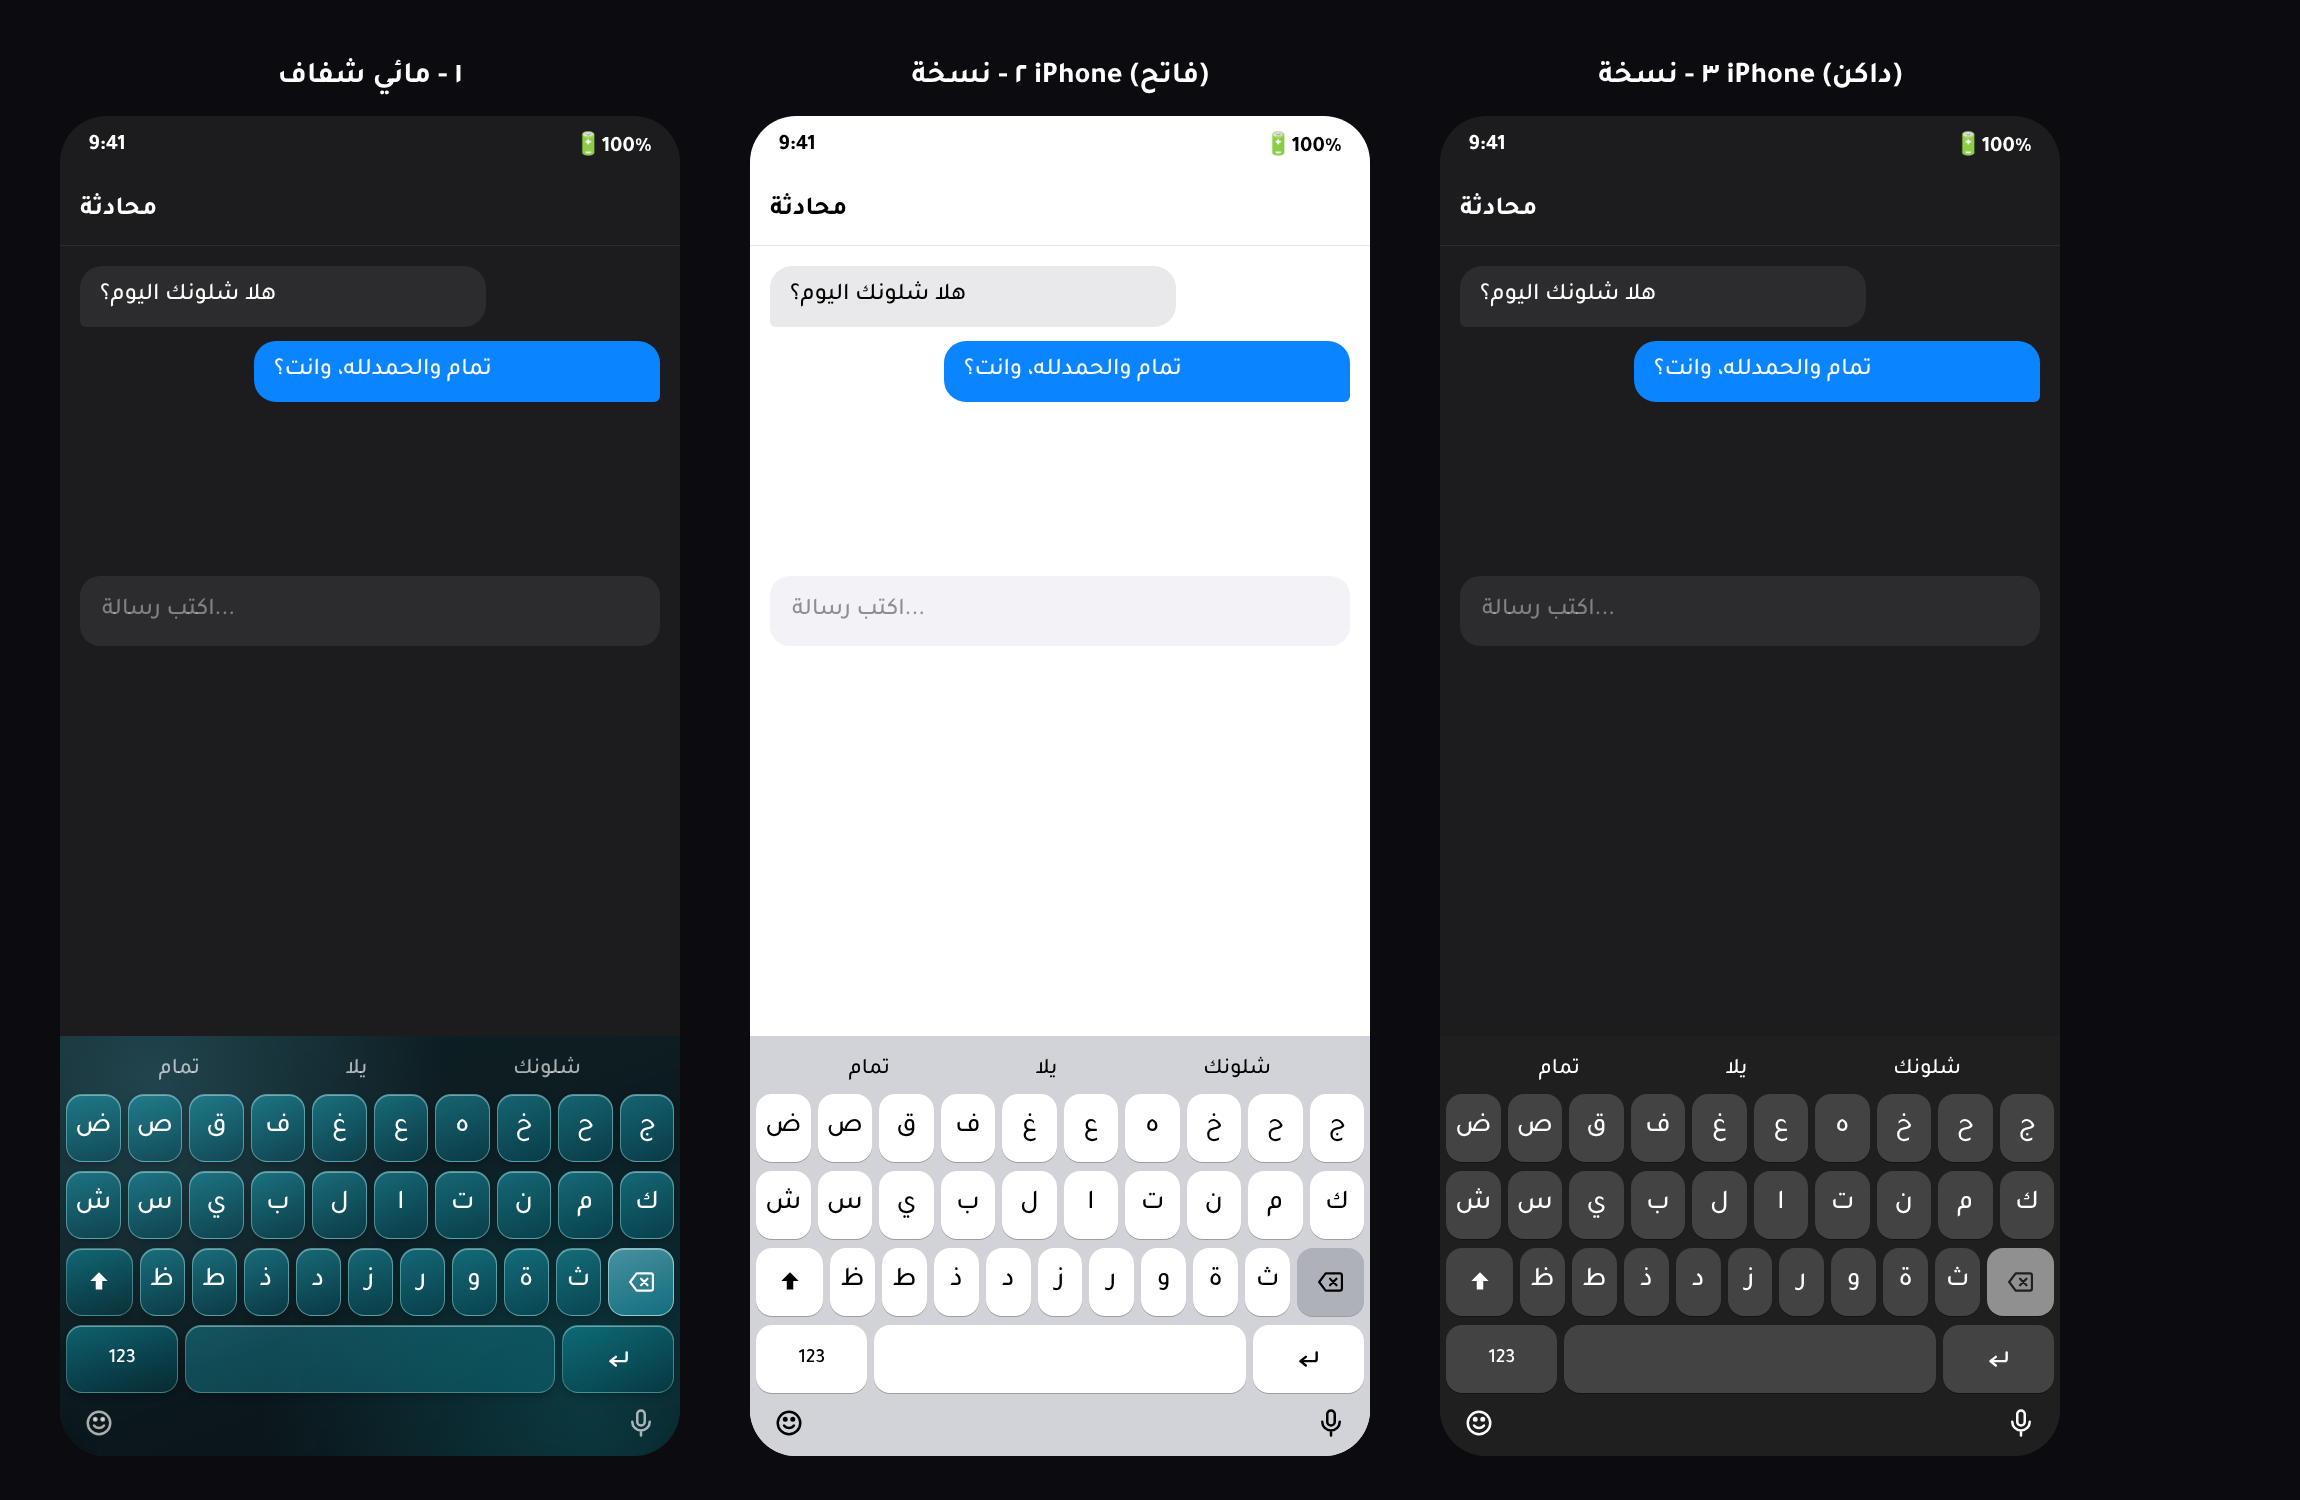 ١ - مائي شفاف
9:41
100%
محادثة
هلا شلونك اليوم؟
تمام والحمدلله، وانت؟
اكتب رسالة...
تمام يلا شلونك
ض ص ق ف غ ع ه خ ح ج
ش س ي ب ل ا ت ن م ك
ظ ط ذ د ز ر و ة ث
123
٢ - نسخة iPhone (فاتح)
9:41
100%
محادثة
هلا شلونك اليوم؟
تمام والحمدلله، وانت؟
اكتب رسالة...
تمام يلا شلونك
ض ص ق ف غ ع ه خ ح ج
ش س ي ب ل ا ت ن م ك
ظ ط ذ د ز ر و ة ث
123
٣ - نسخة iPhone (داكن)
9:41
100%
محادثة
هلا شلونك اليوم؟
تمام والحمدلله، وانت؟
اكتب رسالة...
تمام يلا شلونك
ض ص ق ف غ ع ه خ ح ج
ش س ي ب ل ا ت ن م ك
ظ ط ذ د ز ر و ة ث
123